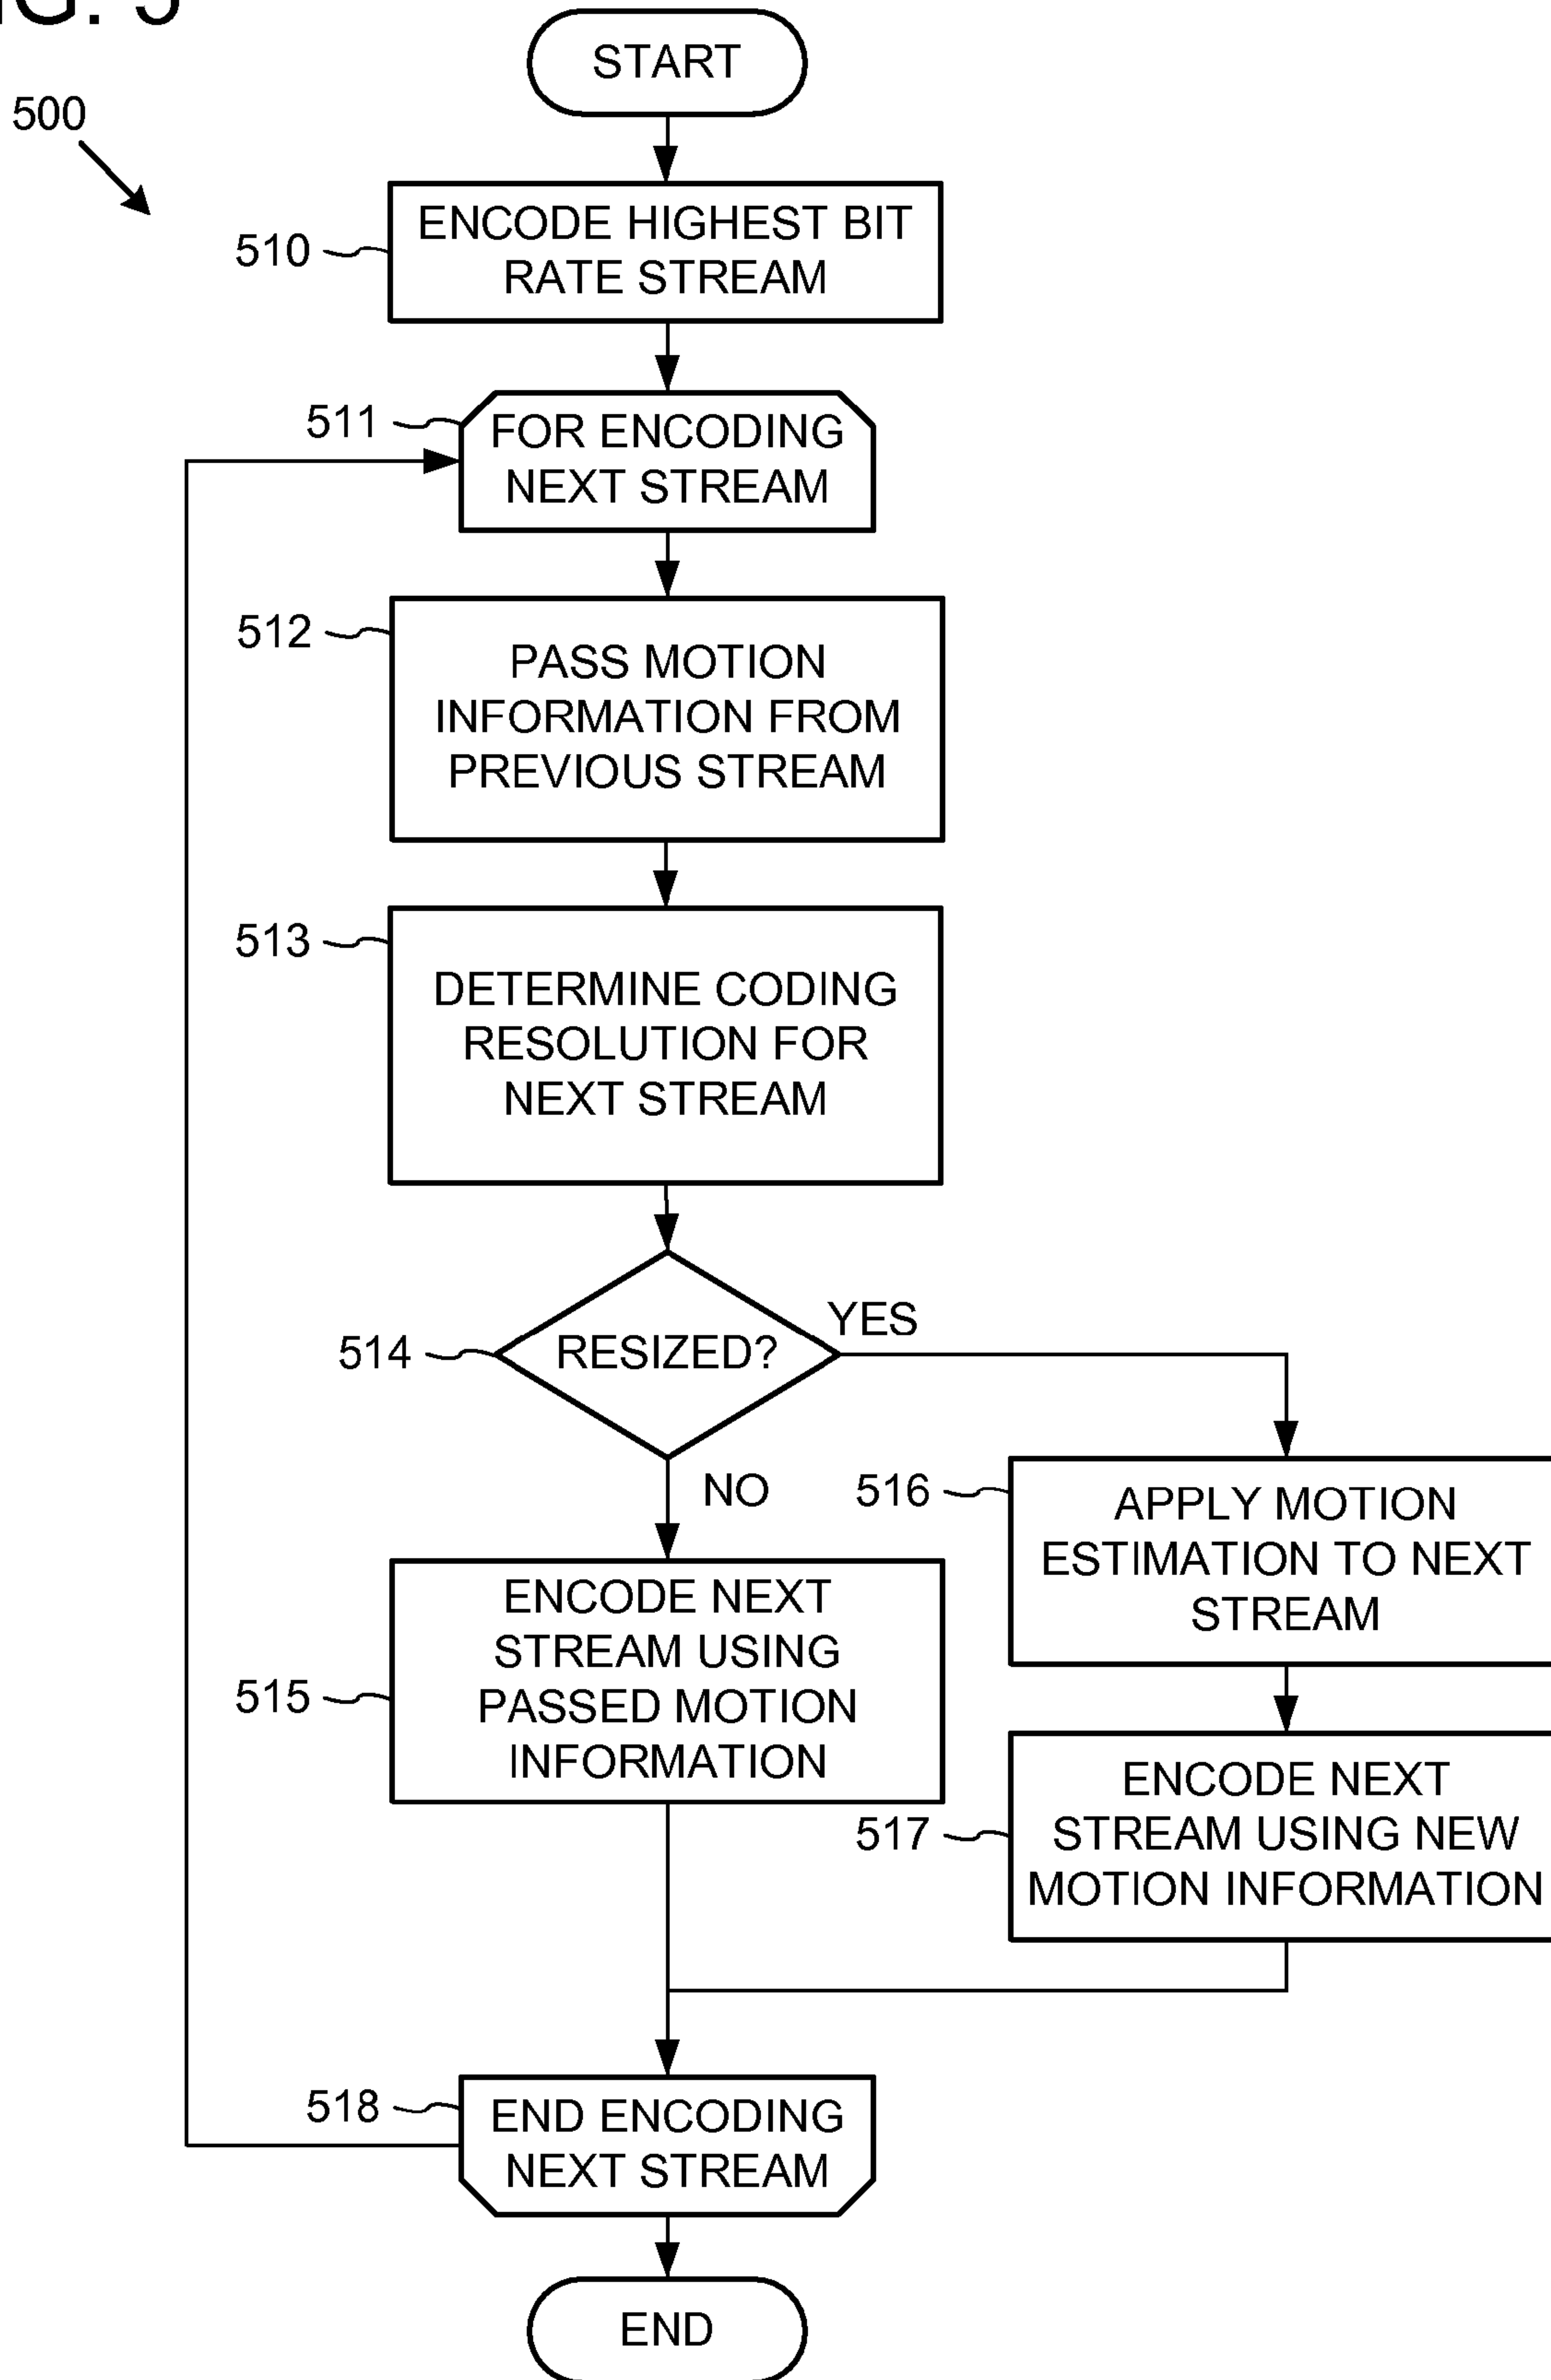 FIG. 5
START
500
510
ENCODE HIGHEST BIT
RATE STREAM
511
FOR ENCODING
NEXT STREAM
512
PASS MOTION
INFORMATION FROM
PREVIOUS STREAM
513
DETERMINE CODING
RESOLUTION FOR
NEXT STREAM
514
RESIZED?
YES
NO
516
APPLY MOTION
ESTIMATION TO NEXT
STREAM
515
ENCODE NEXT
STREAM USING
PASSED MOTION
INFORMATION
517
ENCODE NEXT
STREAM USING NEW
MOTION INFORMATION
518
END ENCODING
NEXT STREAM
END